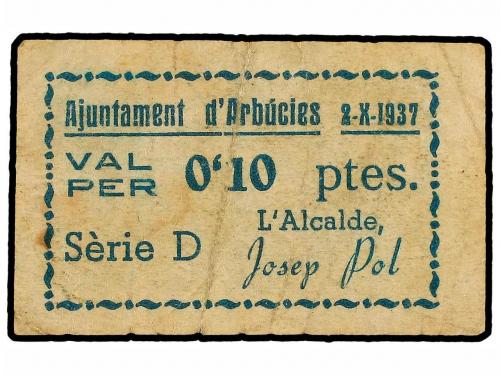 Ajuntament d'Arbúcies 2-X-1937
VAL PER 0'10 ptes.
L'Alcalde,
Sèrie D Josep Pol